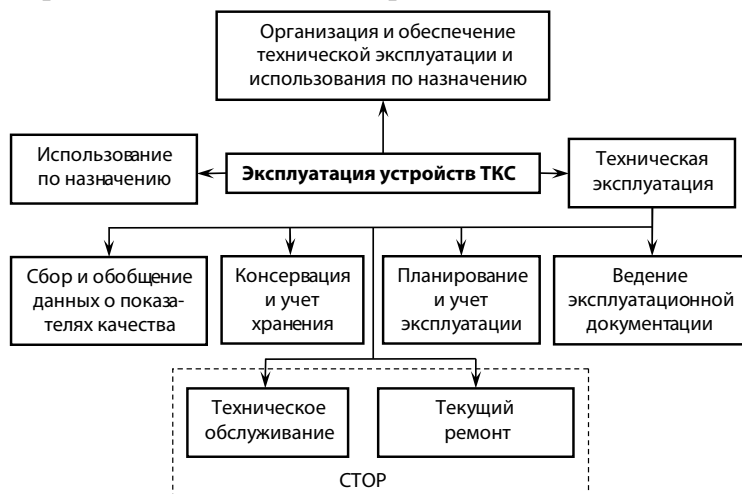 Организация и обеспечение
технической эксплуатации и
использования по назначению
Использование
по назначению
Эксплуатация устройств ТКС
Техническая
эксплуатация
Сбор и обобщение
данных о показа-
телях качества
Консервация
и учет
хранения
Планирование
и учет
эксплуатации
Ведение
эксплуатационной
документации
Техническое
обслуживание
Текущий
ремонт
СТОР